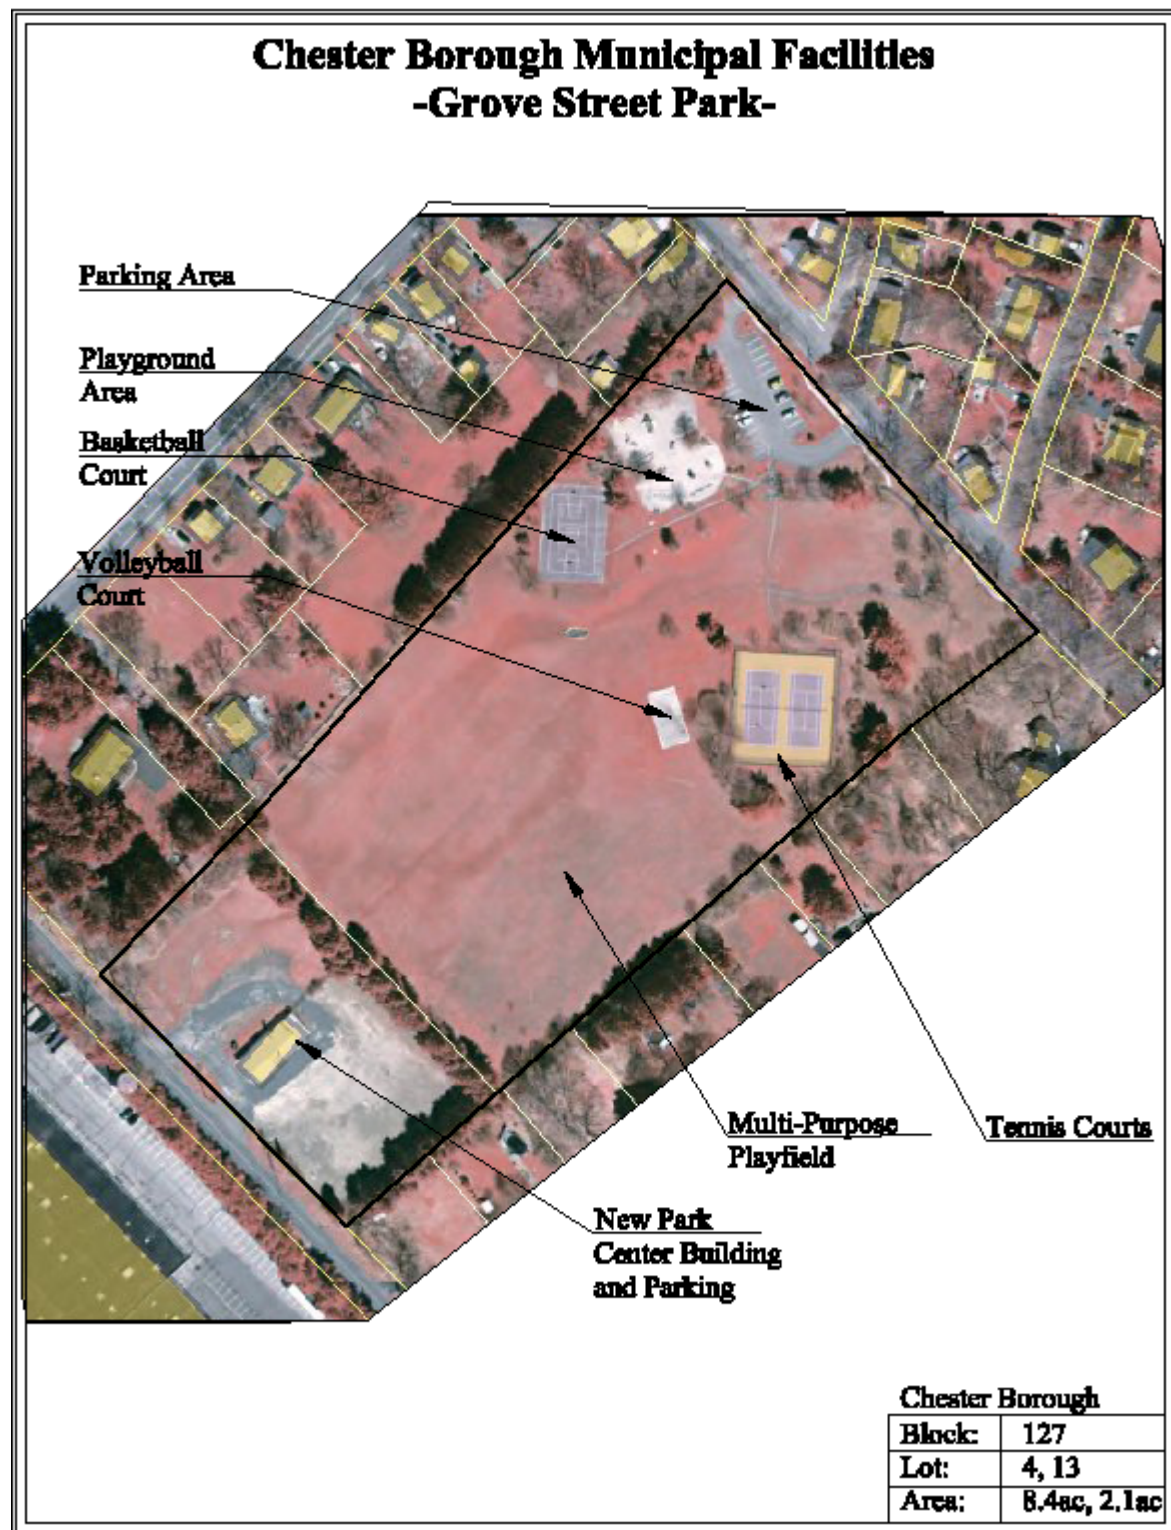 Chester Borough Municipal Facilities
-Grove Street Park-
Parking Area
Playground
Area
Basketball
Court
Volleyball
Court
Multi-Purpose
Playfield
Tennis Courts
New Park
Center Building
and Parking
Chester Borough
Block: 127
Lot: 4, 13
Area: 8.4ac, 2.1ac